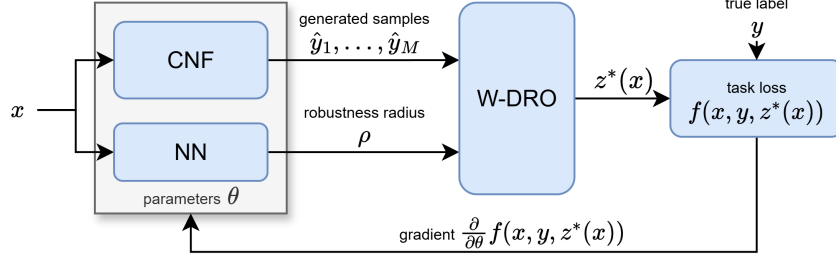 generated samples
ŷ₁, . . . , ŷ_M
true label
y
CNF
x
W-DRO
z*(x)
task loss
f(x, y, z*(x))
robustness radius
ρ
NN
parameters θ
gradient ∂/∂θ f(x, y, z*(x))